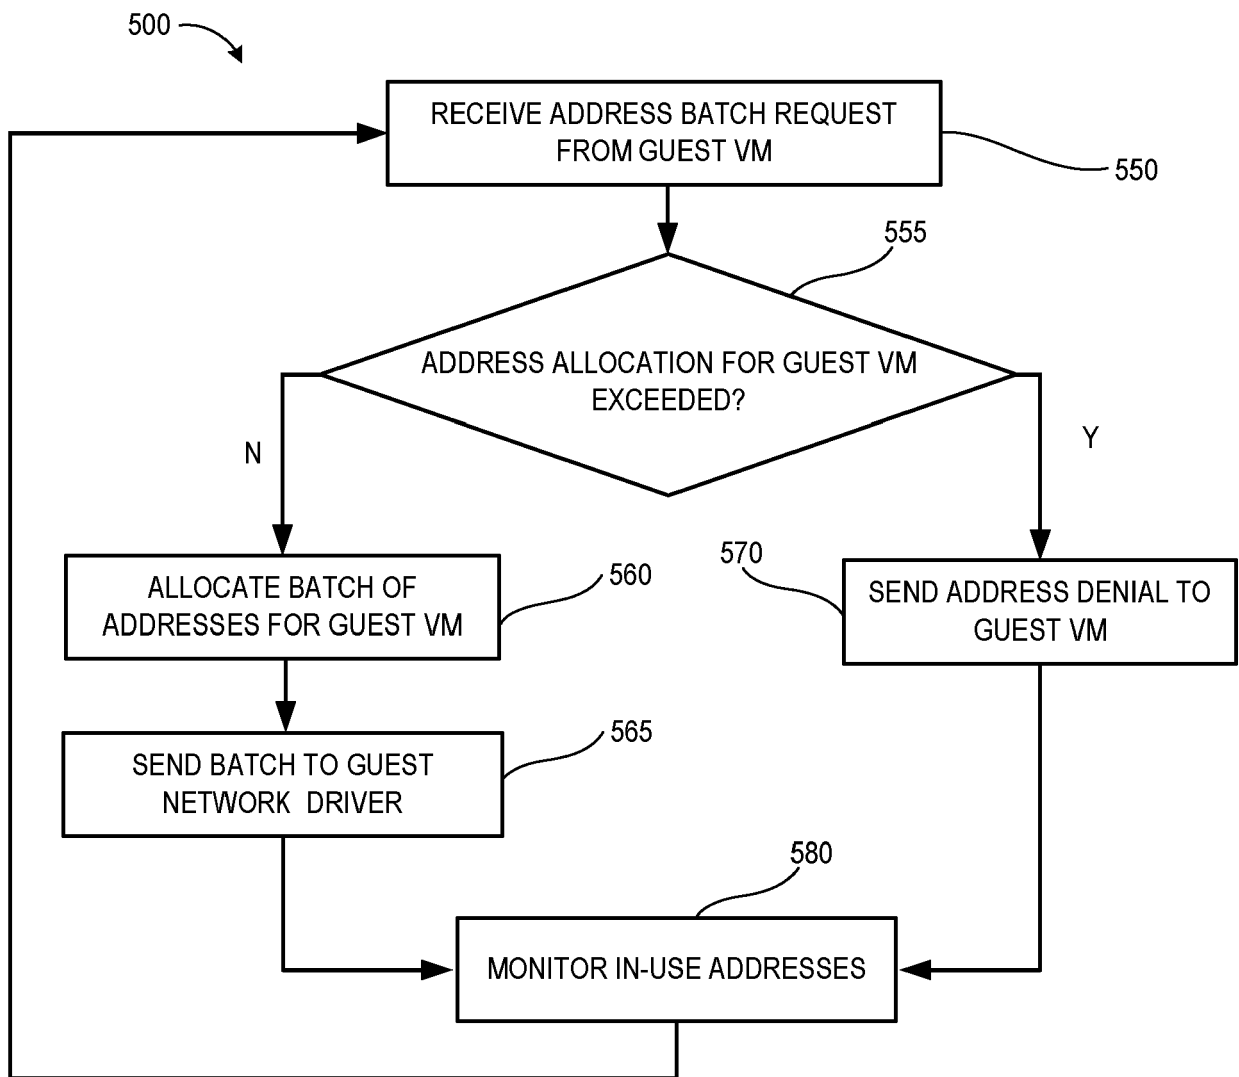 500
RECEIVE ADDRESS BATCH REQUEST
FROM GUEST VM
550
555
ADDRESS ALLOCATION FOR GUEST VM
EXCEEDED?
N
Y
ALLOCATE BATCH OF
ADDRESSES FOR GUEST VM
560
570
SEND ADDRESS DENIAL TO
GUEST VM
SEND BATCH TO GUEST
NETWORK DRIVER
565
580
MONITOR IN-USE ADDRESSES